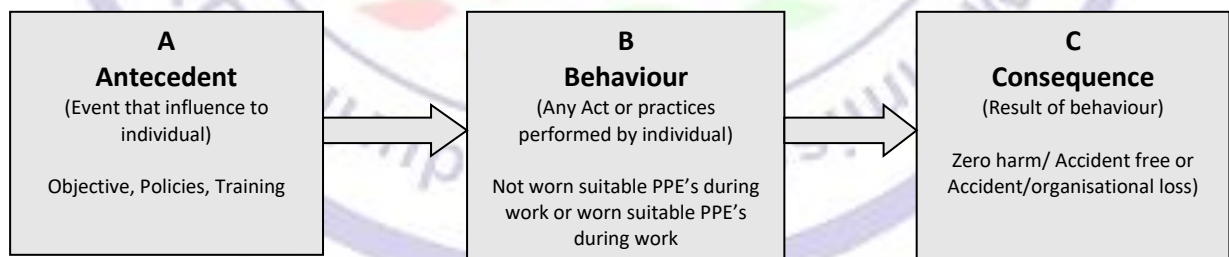 A
Antecedent
(Event that influence to
individual)
Objective, Policies, Training
B
Behaviour
(Any Act or practices
performed by individual)
Not worn suitable PPE's during
work or worn suitable PPE's
during work
C
Consequence
(Result of behaviour)
Zero harm/ Accident free or
Accident/organisational loss)